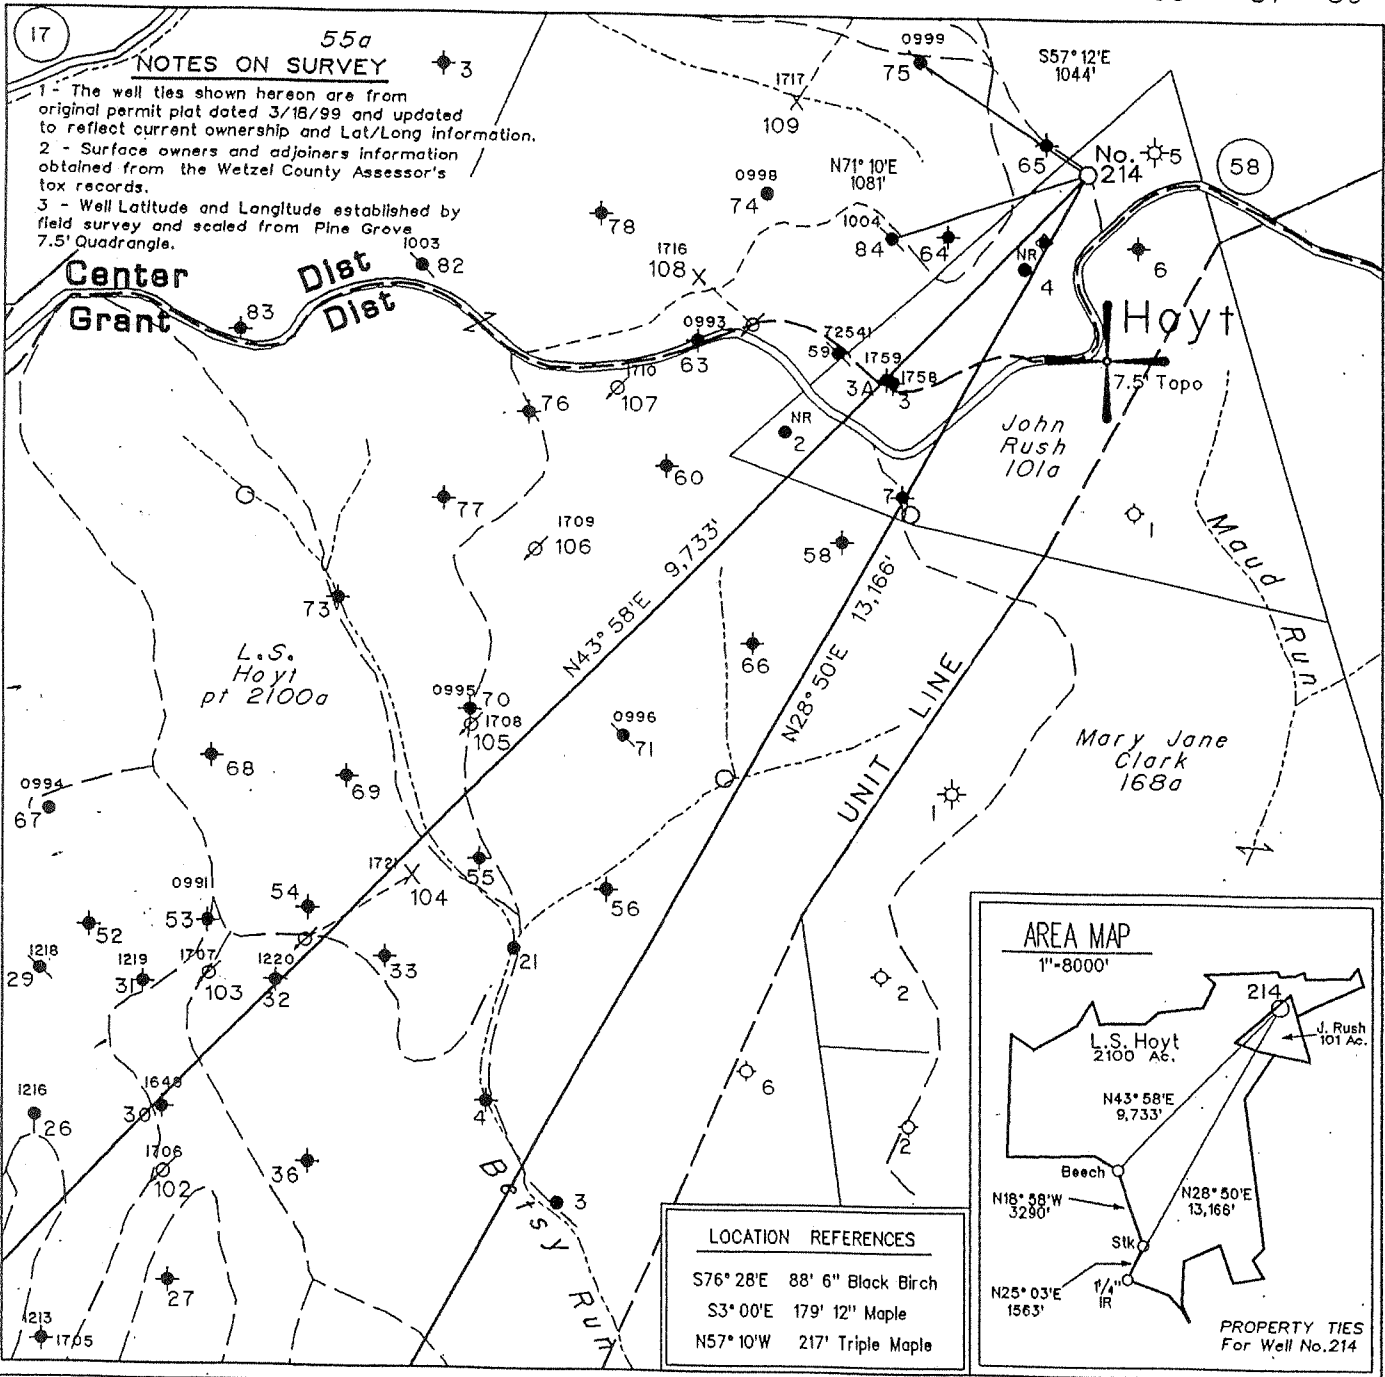 17
55a
NOTES ON SURVEY
1 - The well ties shown hereon are from
original permit plat dated 3/18/99 and updated
to reflect current ownership and Lat/Long information.
2 - Surface owners and adjoiners information
obtained from the Wetzel County Assessor's
tax records.
3 - Well Latitude and Longitude established by
field survey and scaled from Pine Grove
7.5' Quadrangle.
3
0999
75
S57° 12'E
1044'
1717
109
65
No.
214
5
58
N71° 10'E
1081'
0998
74
78
1004
84
64
NR
4
6
1003
82
1716
108
Center Dist
Grant Dist
83
0993
63
72541
59
1759
3A
1758
3
Hoyt
7.5' Topo
1710
107
76
NR
2
John
Rush
101a
60
77
7
1
1709
106
58
Maud Run
73
N43° 58'E 9,733'
N28° 50'E 13,166'
66
L.S.
Hoyt
pt 2100a
0995
70
1708
105
0996
71
UNIT LINE
Mary Jane
Clark
168a
68
69
0994
67
1
1721
104
55
56
0991
53
54
52
1218
29
1219
31
1707
103
1220
32
33
21
2
6
2
1216
26
1649
30
4
1706
102
36
3
Betsy Run
27
1213
1705
LOCATION REFERENCES
S76° 28'E 88' 6" Black Birch
S3° 00'E 179' 12" Maple
N57° 10'W 217' Triple Maple
AREA MAP
1"=8000'
214
L.S. Hoyt
2100 Ac.
J. Rush
101 Ac.
N43° 58'E
9,733'
Beech
N18° 58'W
3290'
N28° 50'E
13,166'
Stk
N25° 03'E
1563'
1¼"
IR
PROPERTY TIES
For Well No.214